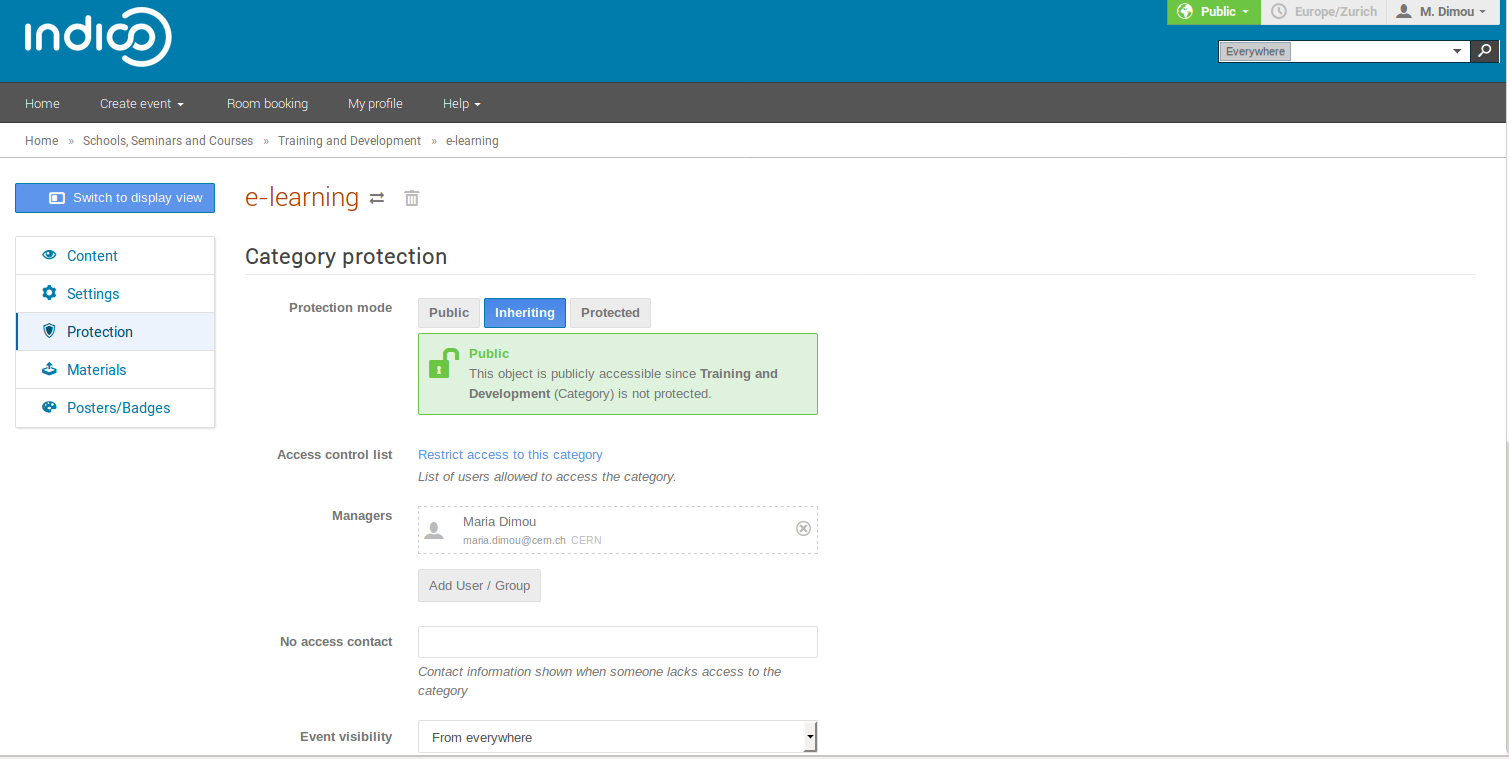 indico
Public
Europe/Zurich
M. Dimou
Everywhere
Home
Create event
Room booking
My profile
Help
Home » Schools, Seminars and Courses » Training and Development » e-learning
Switch to display view
e-learning
Content
Settings
Protection
Materials
Posters/Badges
Category protection
Protection mode
Public
Inheriting
Protected
Public
This object is publicly accessible since Training and
Development (Category) is not protected.
Access control list
Restrict access to this category
List of users allowed to access the category.
Managers
Maria Dimou
maria.dimou@cern.ch CERN
Add User / Group
No access contact
Contact information shown when someone lacks access to the
category
Event visibility
From everywhere